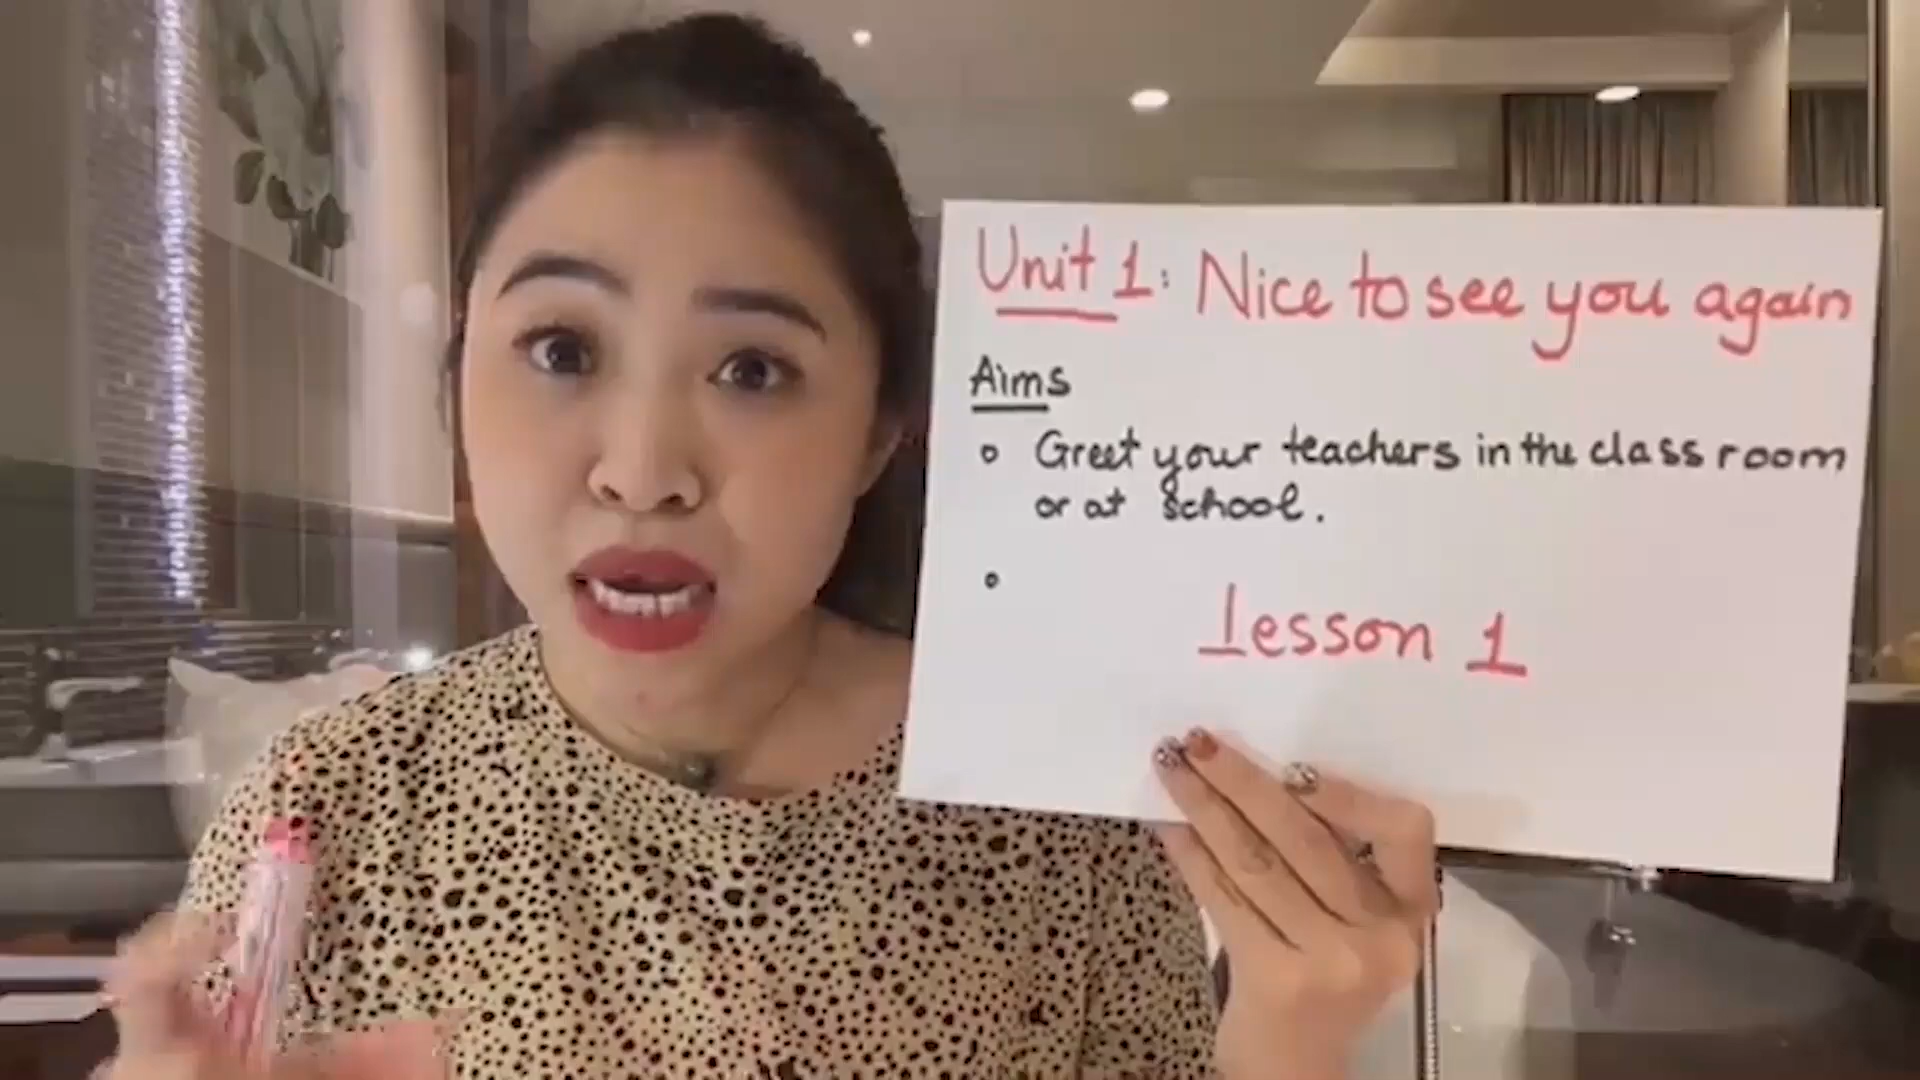 Unit 1: Nice to see you again
Aims
Greet your teachers in the class room
or at school.
Lesson 1